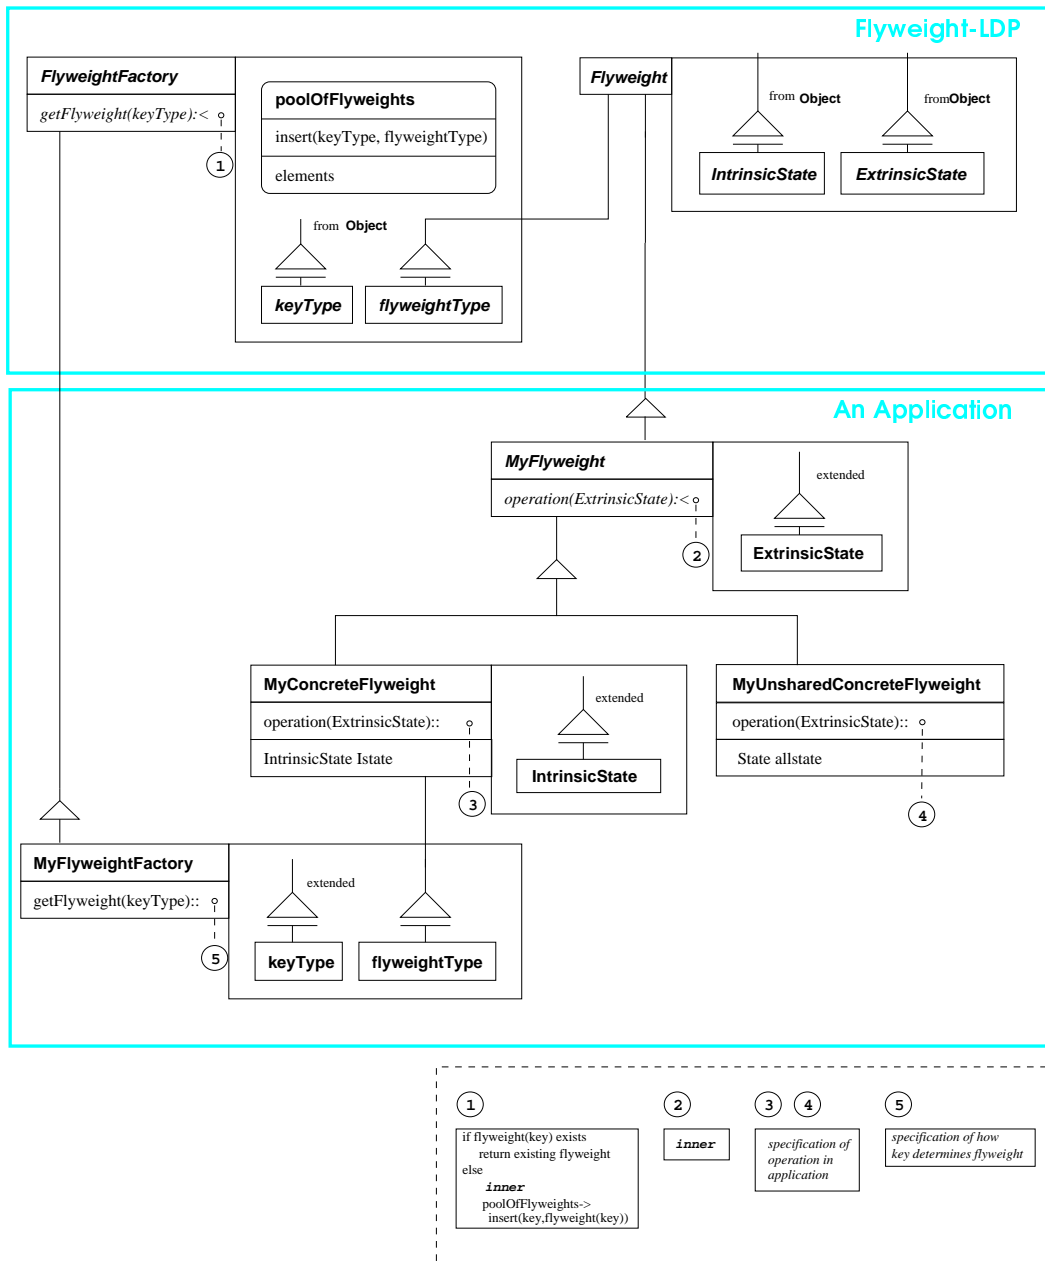 Flyweight-LDP
FlyweightFactory
getFlyweight(keyType):<
1
poolOfFlyweights
insert(keyType, flyweightType)
elements
from Object
keyType
flyweightType
Flyweight
from Object
IntrinsicState
fromObject
ExtrinsicState
An Application
MyFlyweight
operation(ExtrinsicState):<
2
extended
ExtrinsicState
MyConcreteFlyweight
operation(ExtrinsicState)::
IntrinsicState Istate
3
extended
IntrinsicState
MyUnsharedConcreteFlyweight
operation(ExtrinsicState)::
State allstate
4
MyFlyweightFactory
getFlyweight(keyType)::
5
extended
keyType
flyweightType
1
if flyweight(key) exists
return existing flyweight
else
inner
poolOfFlyweights->
insert(key,flyweight(key))
2
inner
3 4
specification of
operation in
application
5
specification of how
key determines flyweight